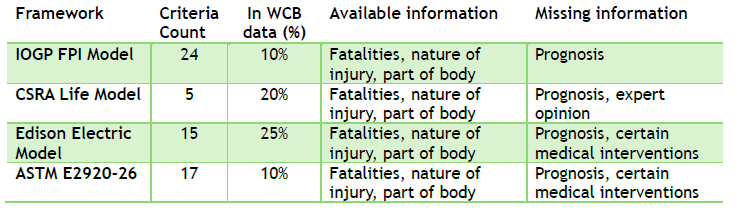 Framework Criteria Count In WCB data (%) Available information Missing information
IOGP FPI Model 24 10% Fatalities, nature of injury, part of body Prognosis
CSRA Life Model 5 20% Fatalities, nature of injury, part of body Prognosis, expert opinion
Edison Electric Model 15 25% Fatalities, nature of injury, part of body Prognosis, certain medical interventions
ASTM E2920-26 17 10% Fatalities, nature of injury, part of body Prognosis, certain medical interventions